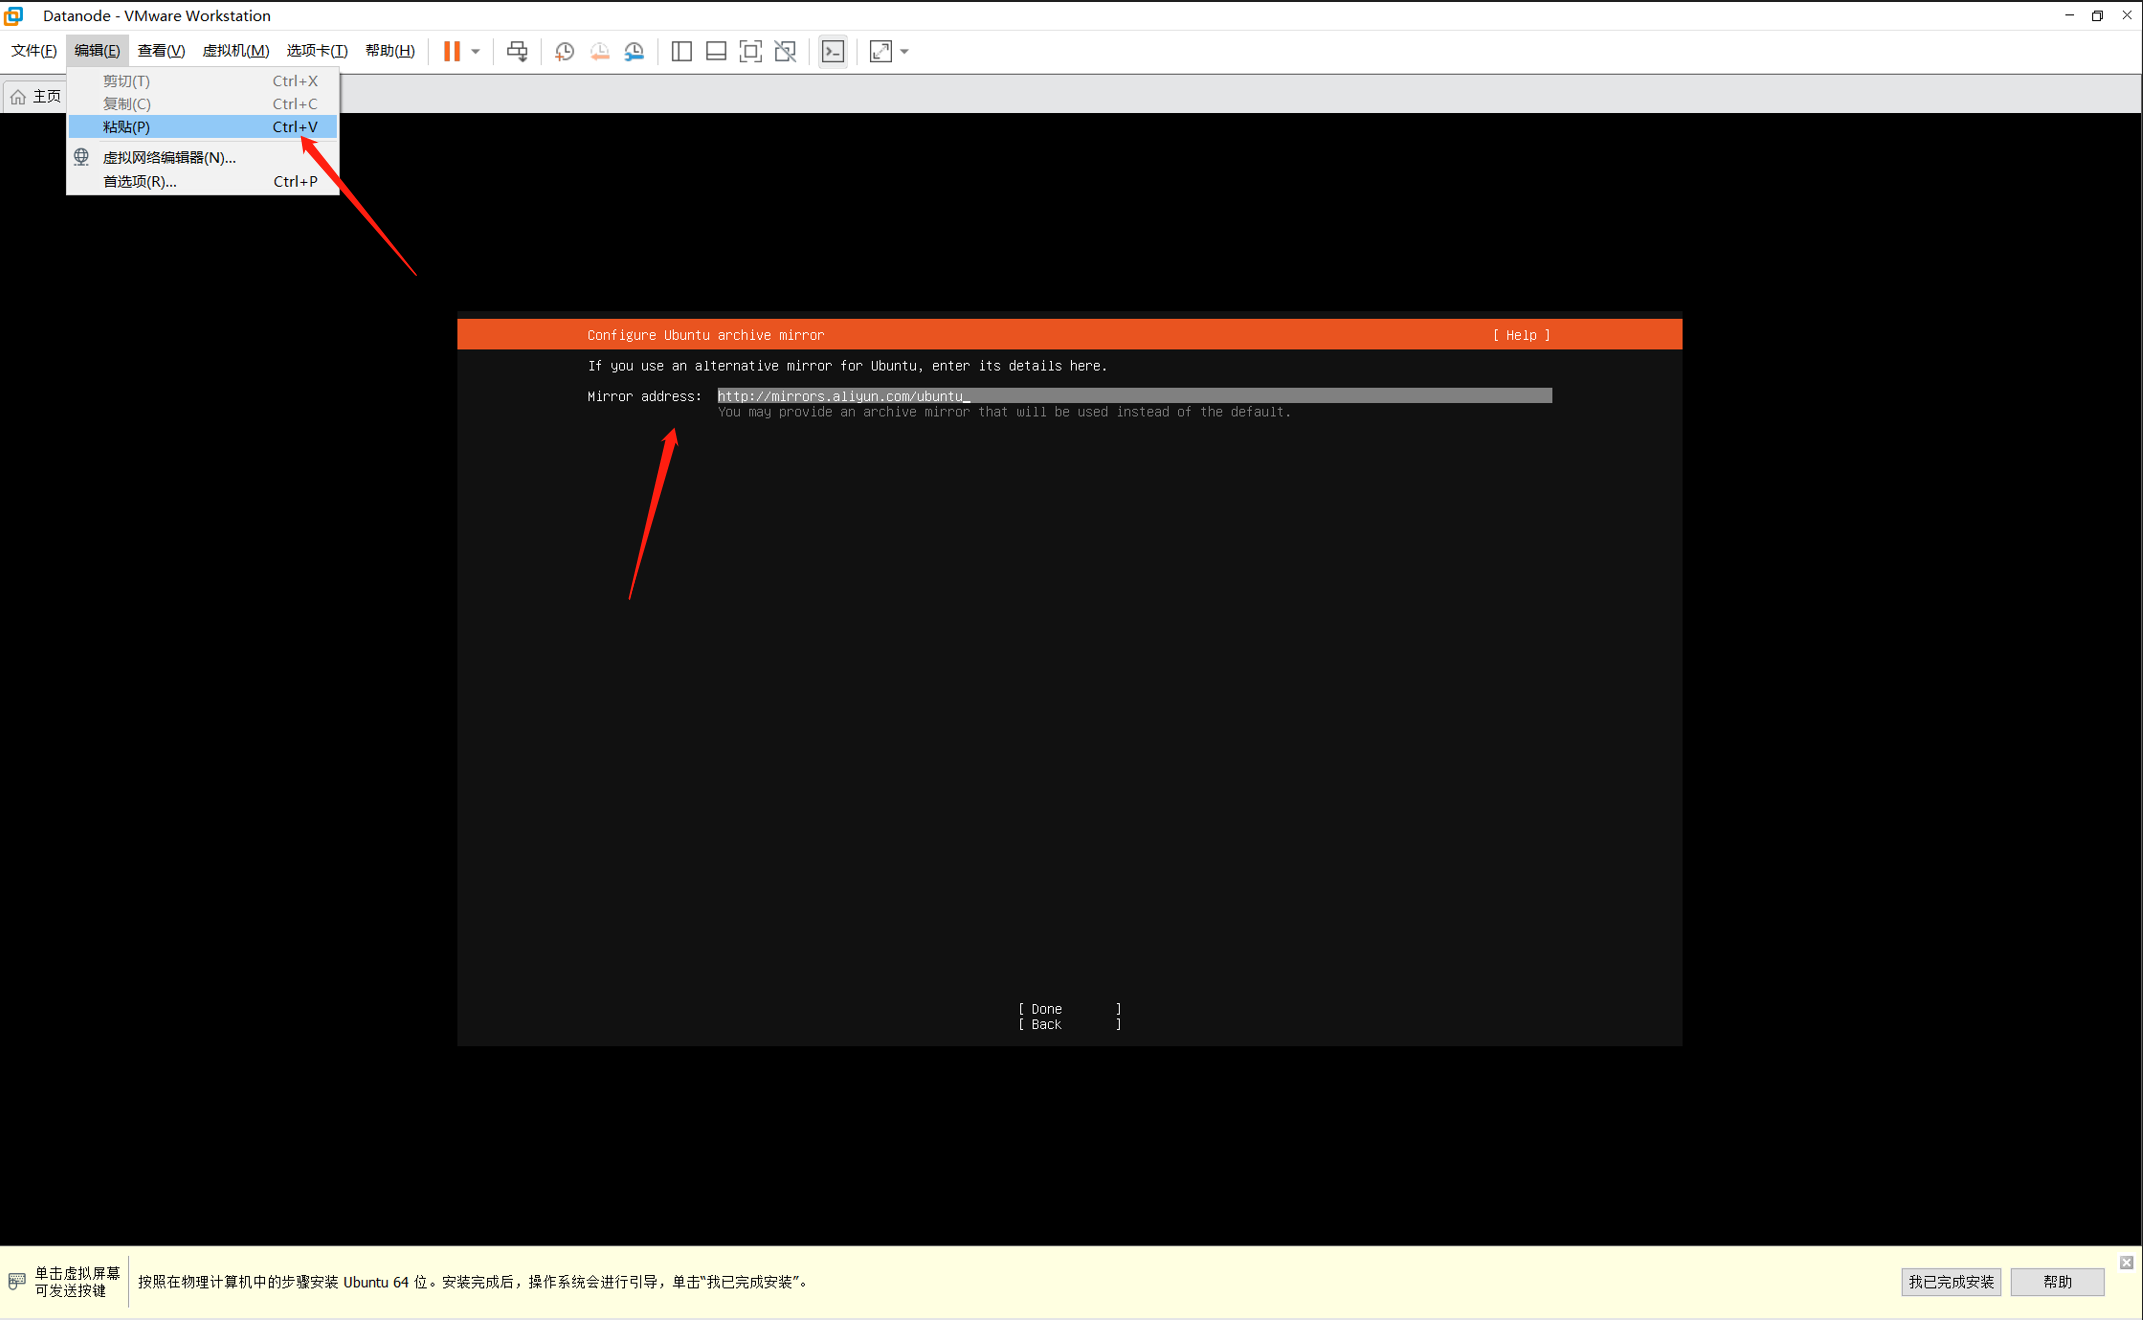 Datanode - VMware Workstation
文件(F) 编辑(E) 查看(V) 虚拟机(M) 选项卡(T) 帮助(H)
剪切(T) Ctrl+X
主页
复制(C) Ctrl+C
粘贴(P) Ctrl+V
虚拟网络编辑器(N)...
首选项(R)... Ctrl+P
Configure Ubuntu archive mirror [ Help ]
If you use an alternative mirror for Ubuntu, enter its details here.
Mirror address: http://mirrors.aliyun.com/ubuntu_
You may provide an archive mirror that will be used instead of the default.
[ Done ]
[ Back ]
单击虚拟屏幕
可发送按键
按照在物理计算机中的步骤安装 Ubuntu 64 位。安装完成后，操作系统会进行引导，单击“我已完成安装”。
我已完成安装 帮助